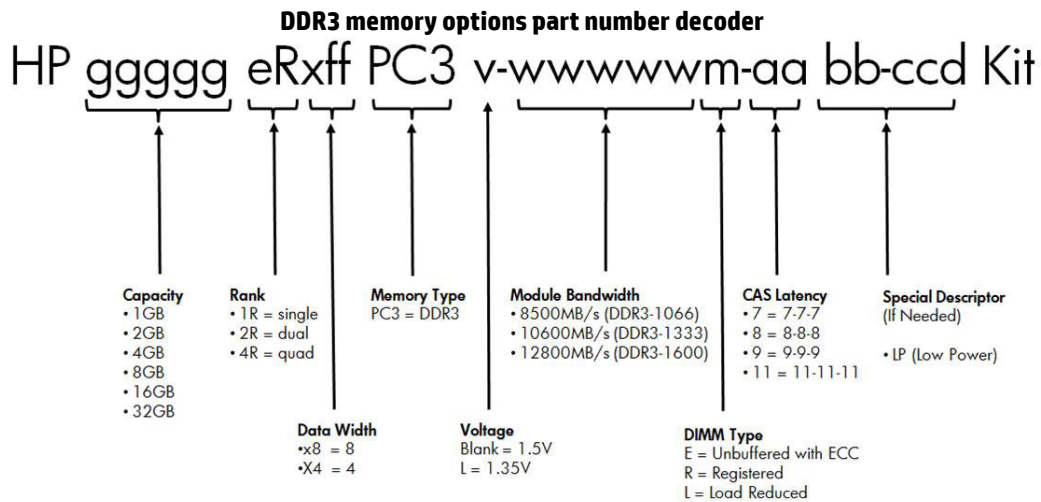 DDR3 memory options part number decoder
HP ggggg eRxff PC3 v-wwwwwm-aa bb-ccd Kit
Capacity
• 1GB
• 2GB
• 4GB
• 8GB
• 16GB
• 32GB
Rank
• 1R = single
• 2R = dual
• 4R = quad
Memory Type
PC3 = DDR3
Module Bandwidth
• 8500MB/s (DDR3-1066)
• 10600MB/s (DDR3-1333)
• 12800MB/s (DDR3-1600)
CAS Latency
• 7 = 7-7-7
• 8 = 8-8-8
• 9 = 9-9-9
• 11 = 11-11-11
Special Descriptor
(If Needed)
• LP (Low Power)
Data Width
•x8 = 8
•X4 = 4
Voltage
Blank = 1.5V
L = 1.35V
DIMM Type
E = Unbuffered with ECC
R = Registered
L = Load Reduced